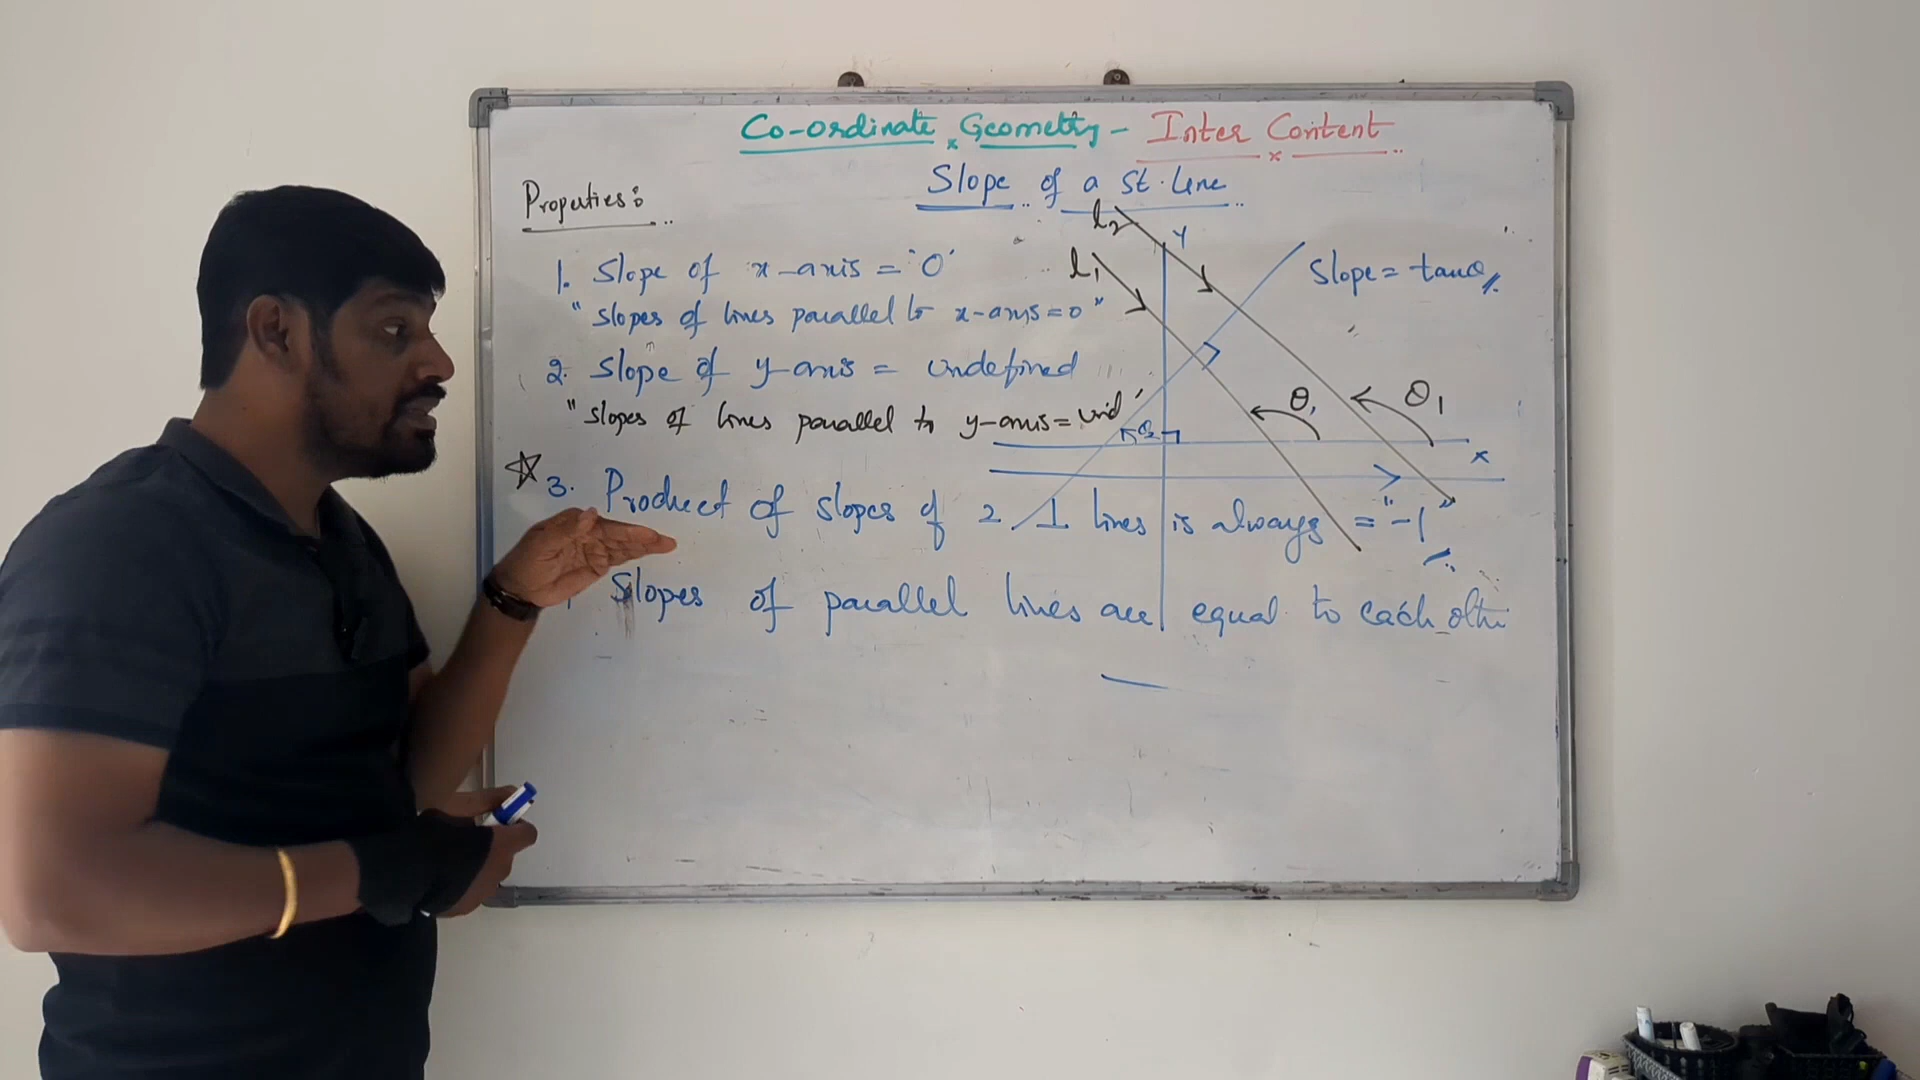 Co-ordinate Geometry - Inter Content
Slope of a St. Line
Properties:
1. Slope of x-axis = '0'
"Slopes of lines parallel to x-axis = 0"
2. Slope of y-axis = undefined
"Slopes of lines parallel to y-axis = und'
3. Product of slopes of 2 ⊥ lines is always = "-1"
Slopes of parallel lines are equal to each othe
l₂
l₁
Y
Slope = tanθ
θ₁
θ₁
θ₂
x